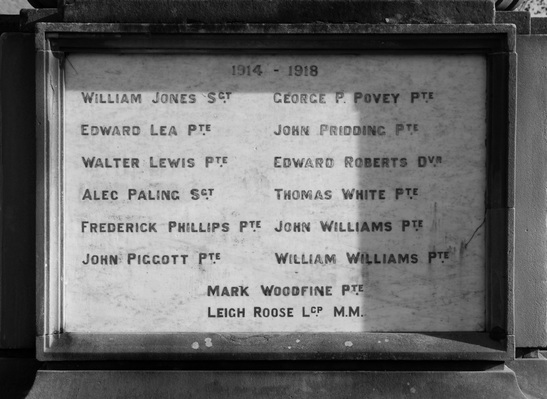 1914 - 1918
WILLIAM JONES SGT GEORGE P. POVEY PTE
EDWARD LEA PTE JOHN PRIDDING PTE
WALTER LEWIS PTE EDWARD ROBERTS DVR
ALEC PALING SGT THOMAS WHITE PTE
FREDERICK PHILLIPS PTE JOHN WILLIAMS PTE
JOHN PIGGOTT PTE WILLIAM WILLIAMS PTE
MARK WOODFINE PTE
LEIGH ROOSE LCP M.M.